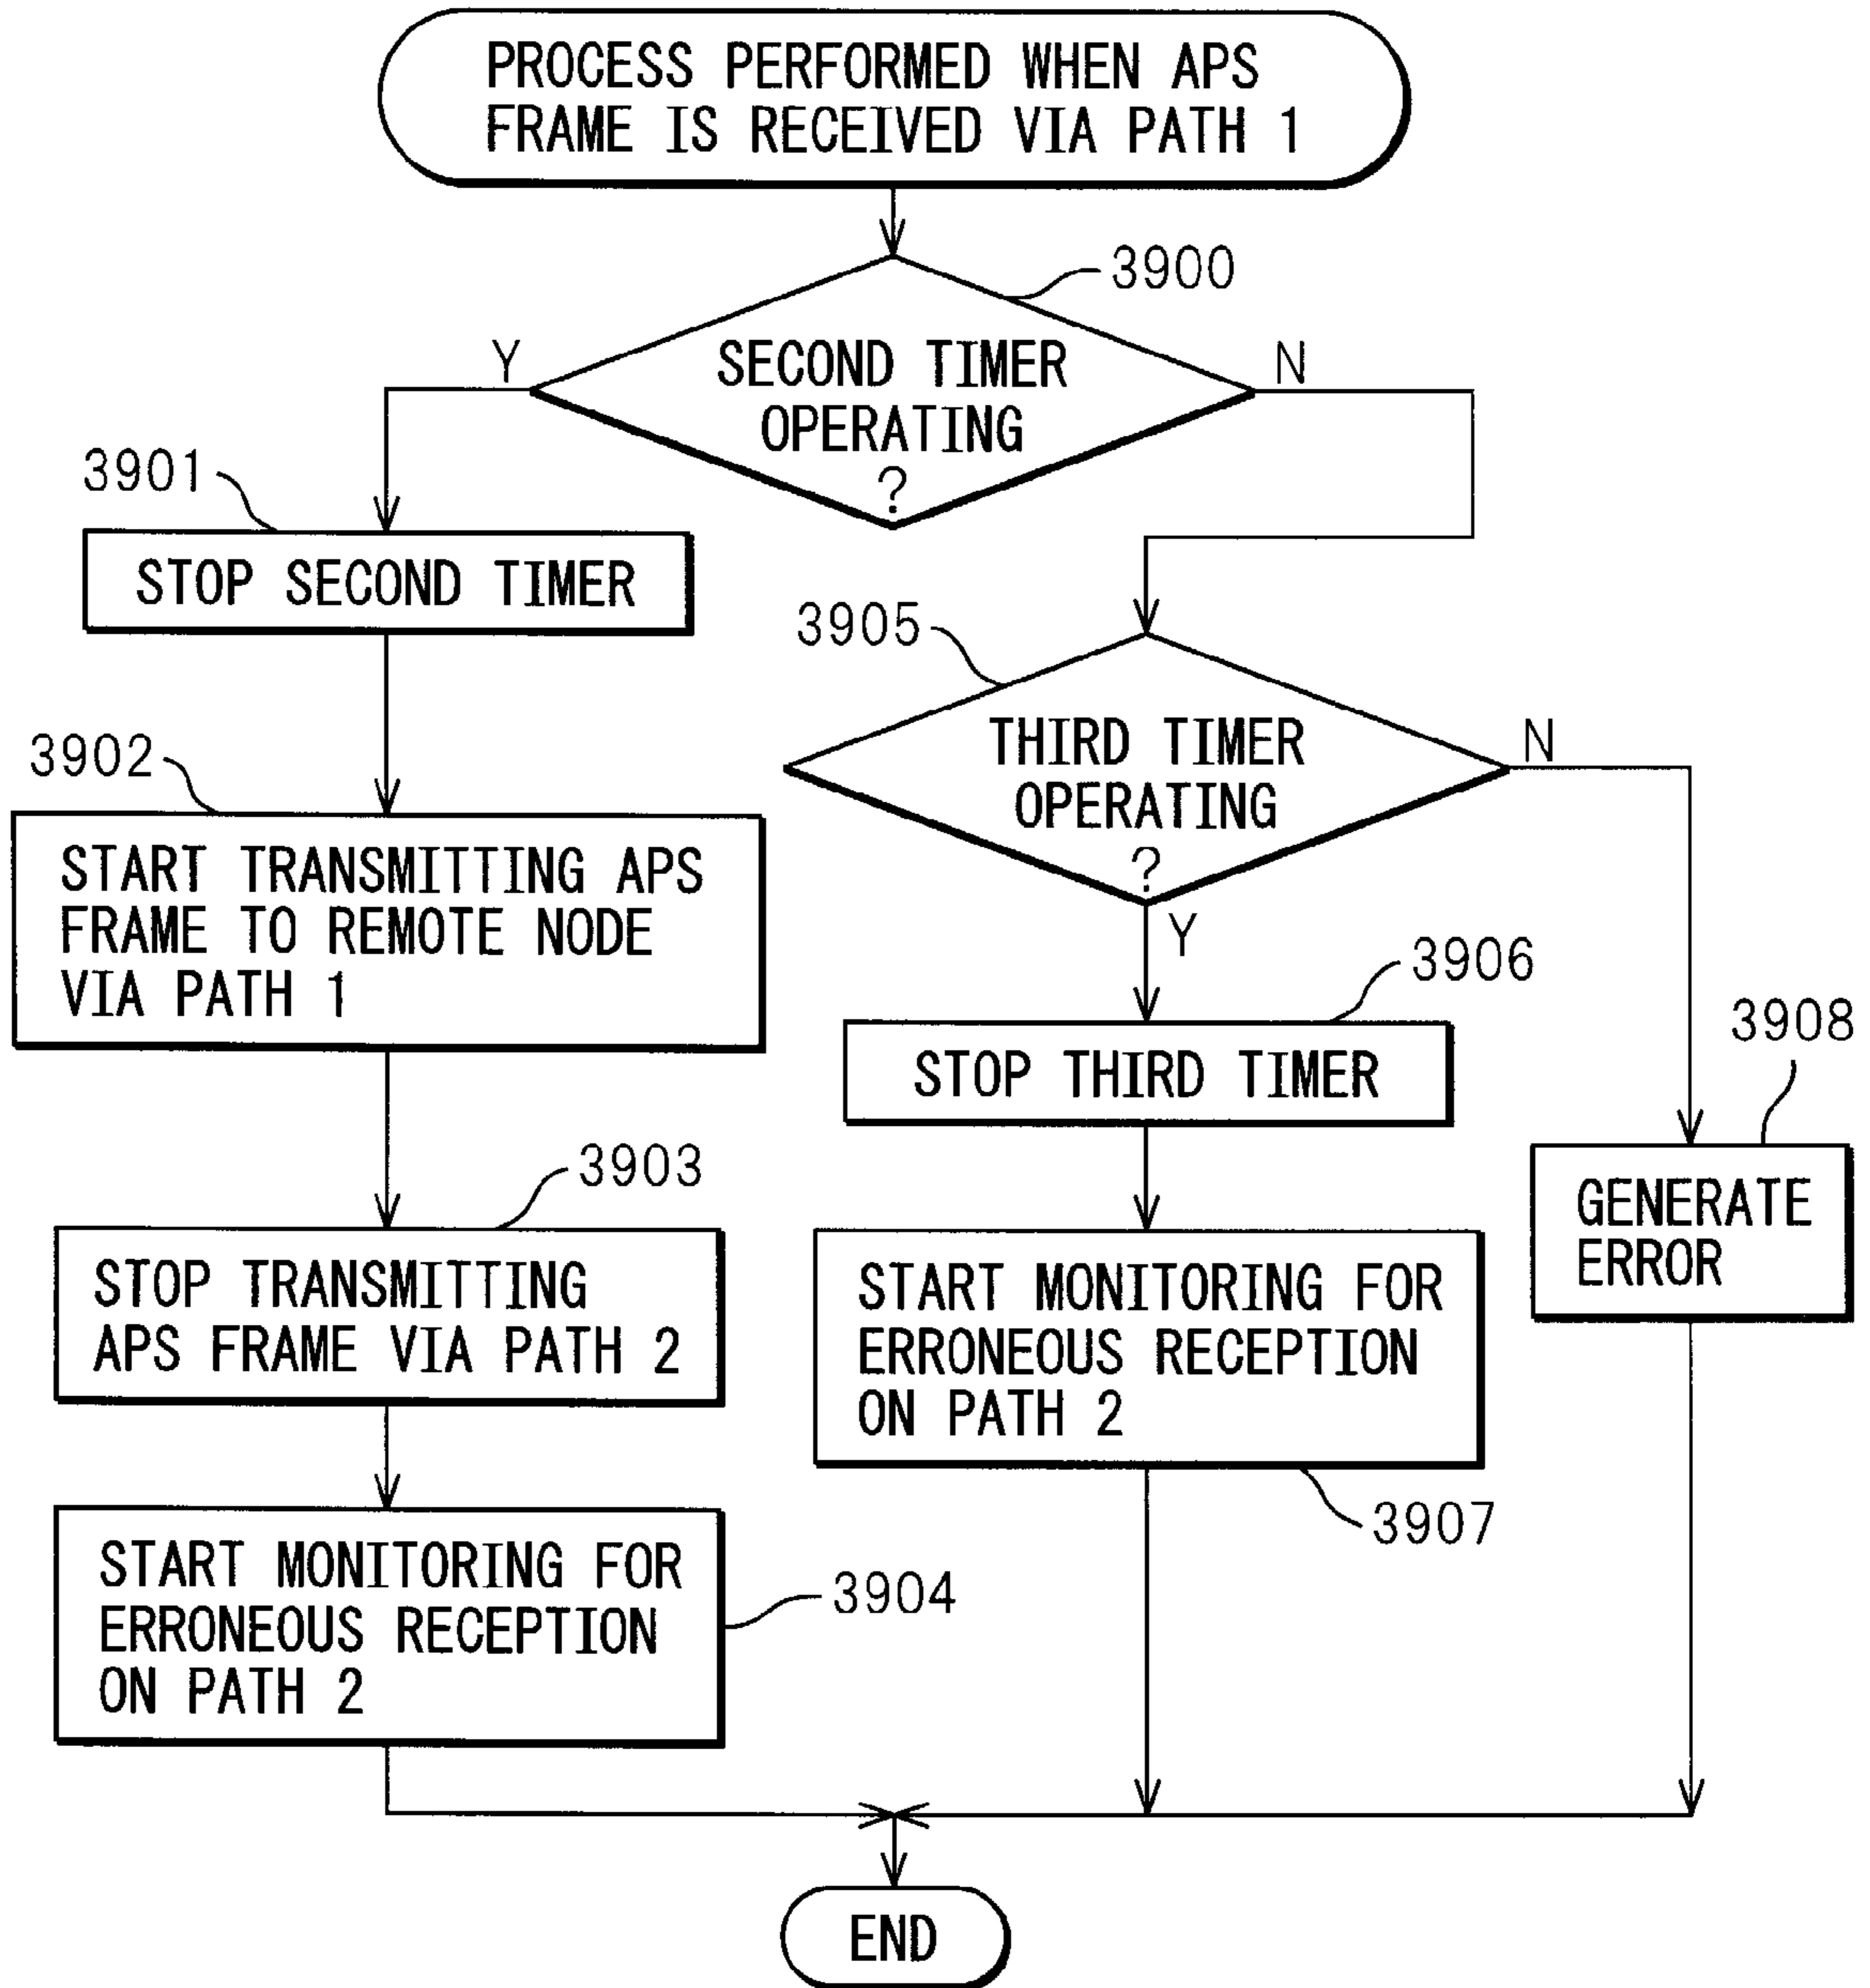 PROCESS PERFORMED WHEN APS
FRAME IS RECEIVED VIA PATH 1
3900
Y
SECOND TIMER
OPERATING
?
N
3901
STOP SECOND TIMER
3902
START TRANSMITTING APS
FRAME TO REMOTE NODE
VIA PATH 1
3903
STOP TRANSMITTING
APS FRAME VIA PATH 2
START MONITORING FOR
ERRONEOUS RECEPTION
ON PATH 2
3904
3905
THIRD TIMER
OPERATING
?
N
Y
3906
STOP THIRD TIMER
START MONITORING FOR
ERRONEOUS RECEPTION
ON PATH 2
3907
3908
GENERATE
ERROR
END